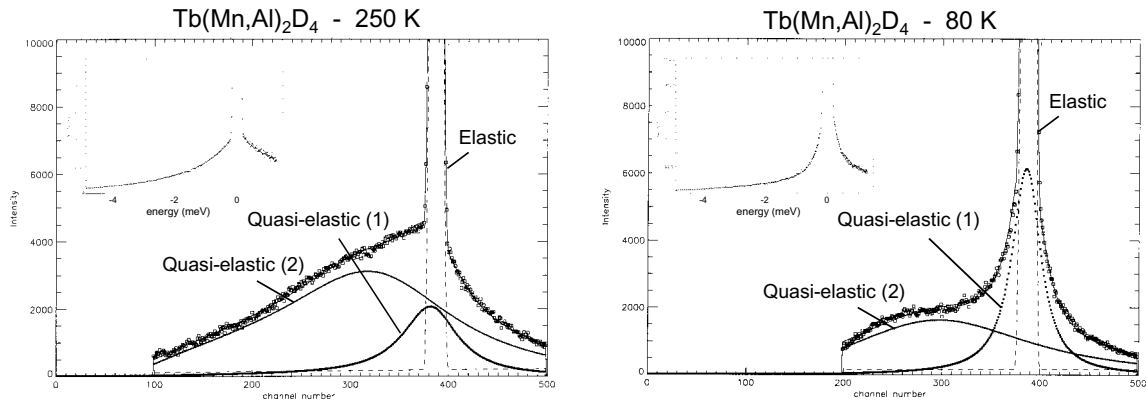 Tb(Mn,Al)₂D₄ - 250 K
10000
8000
6000
4000
2000
0
Intensity
0
100
200
300
400
500
channel number
-4
-2
0
energy (meV)
Elastic
Quasi-elastic (1)
Quasi-elastic (2)
Tb(Mn,Al)₂D₄ - 80 K
10000
8000
6000
4000
2000
0
Intensity
0
100
200
300
400
500
channel number
-4
-2
0
energy (meV)
Elastic
Quasi-elastic (1)
Quasi-elastic (2)